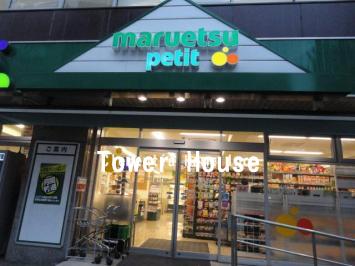 maruetsu
petit
Tower House
ご案内